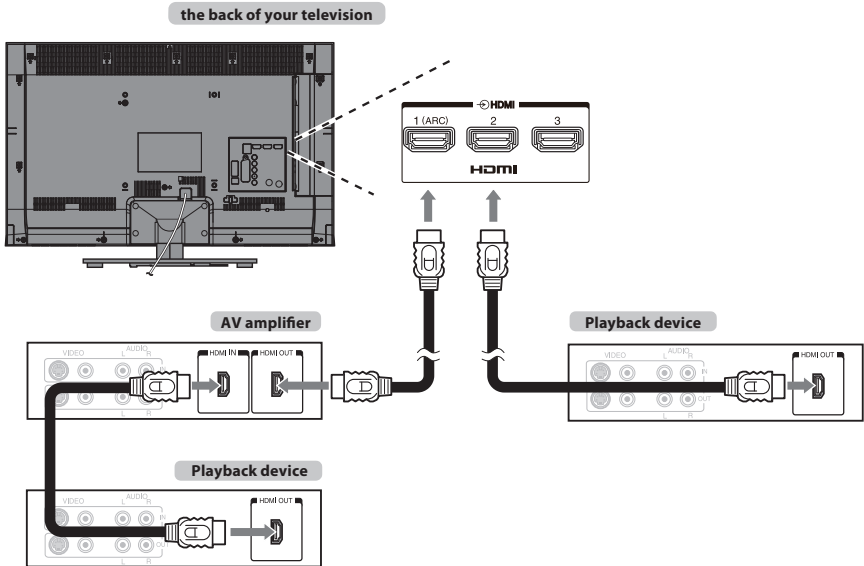 the back of your television
HDMI
1 (ARC) 2 3
HDMI
AV amplifier
VIDEO L AUDIO R
IN
OUT
L R
HDMI IN HDMI OUT
Playback device
VIDEO L AUDIO R
IN
OUT
L R
HDMI OUT
Playback device
VIDEO L AUDIO R
IN
OUT
L R
HDMI OUT